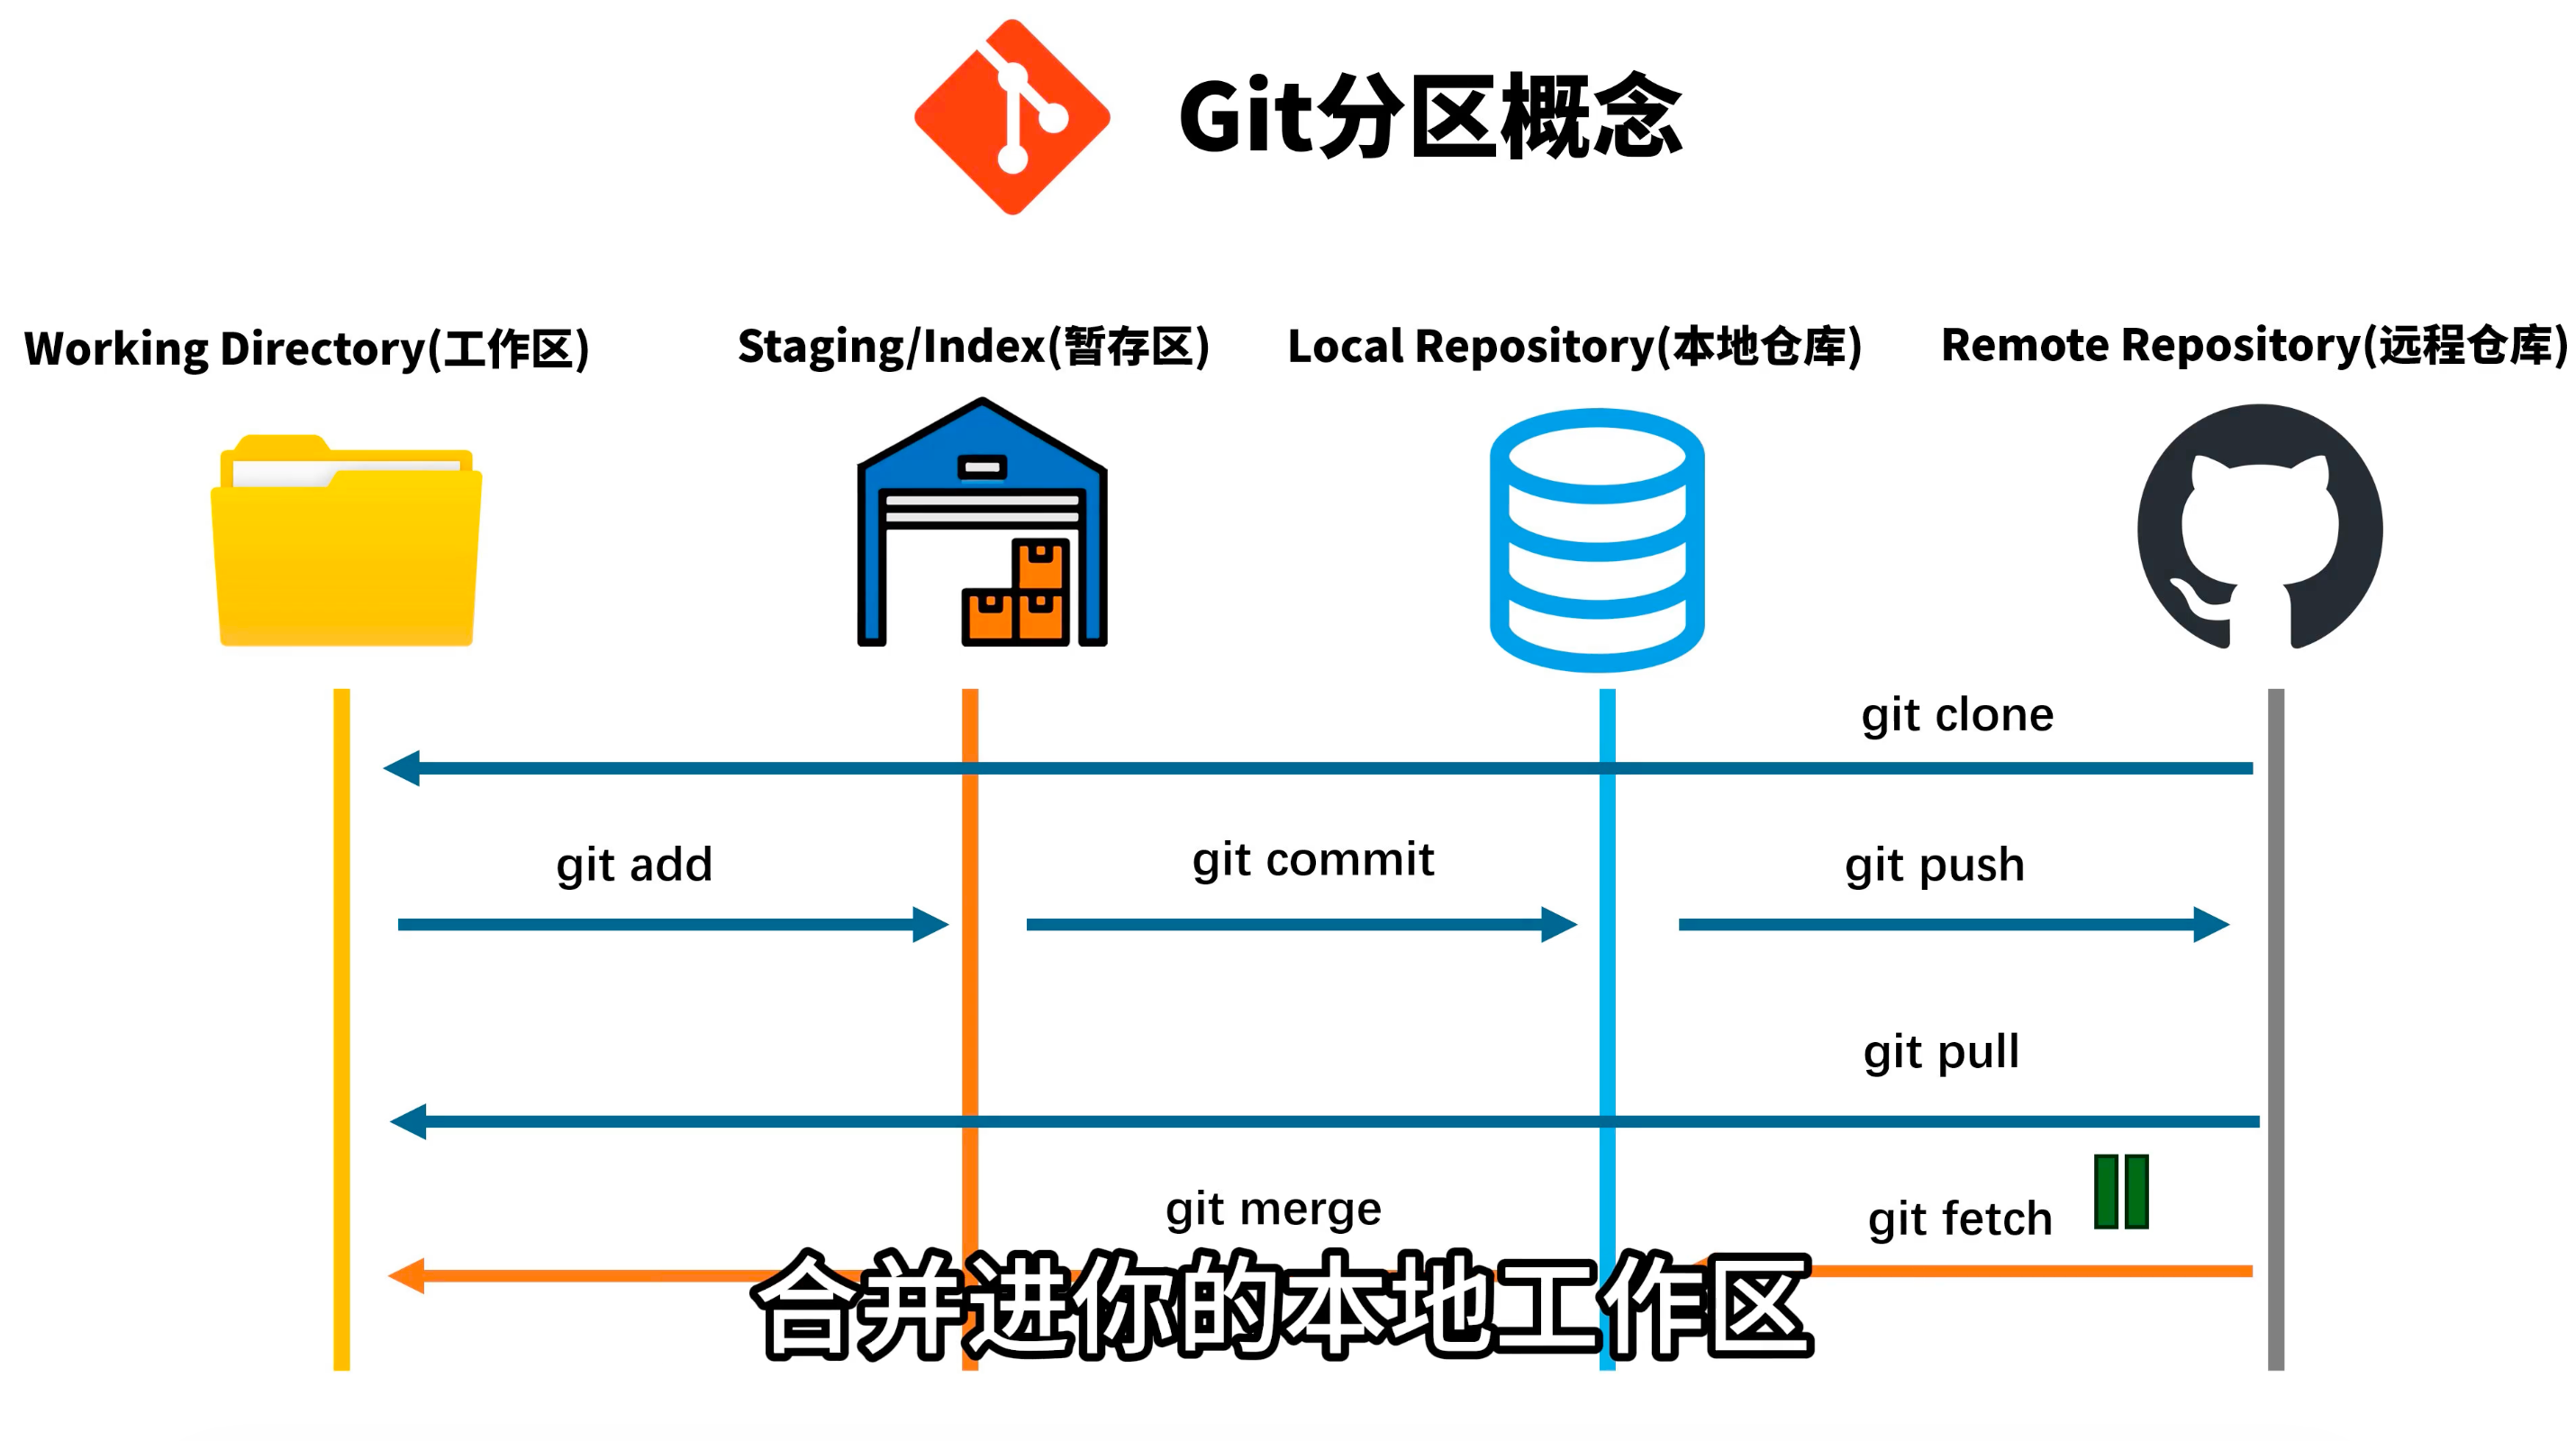 Git分区概念
Working Directory(工作区)
Staging/Index(暂存区)
Local Repository(本地仓库)
Remote Repository(远程仓库)
git clone
git add
git commit
git push
git pull
git merge
git fetch
合并进你的本地工作区